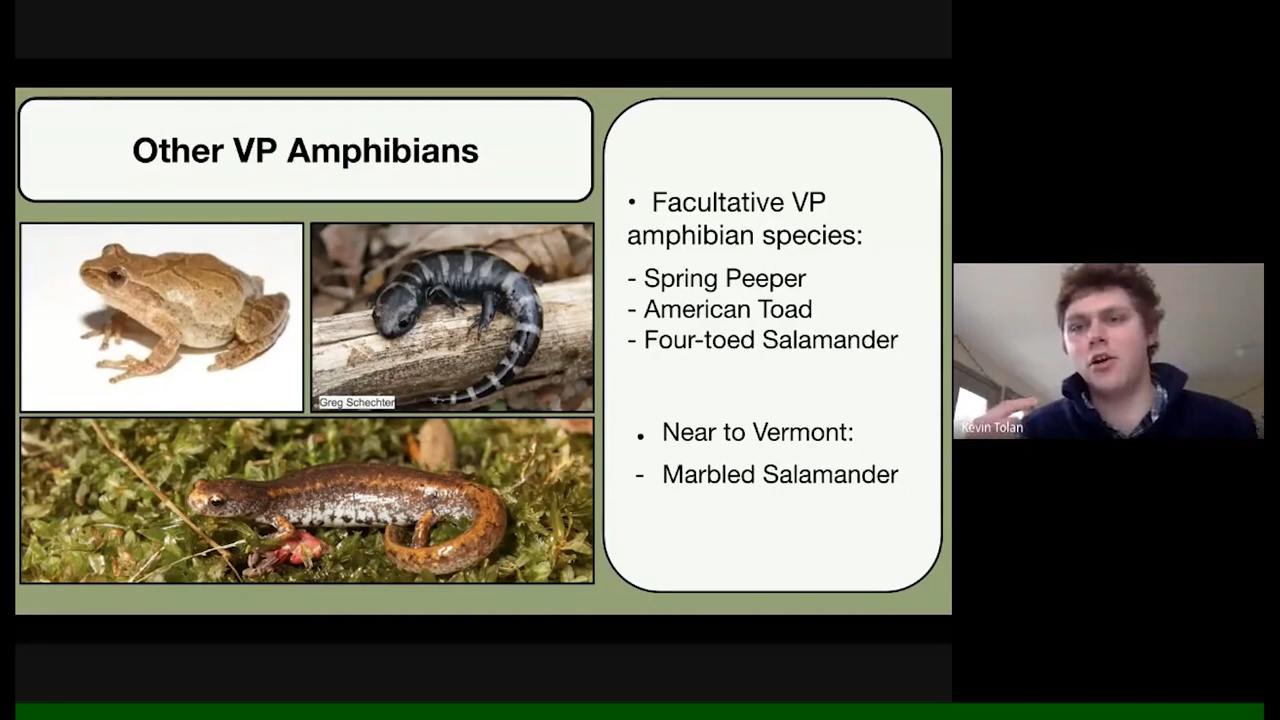 Other VP Amphibians
• Facultative VP
amphibian species:
- Spring Peeper
- American Toad
- Four-toed Salamander
• Near to Vermont:
- Marbled Salamander
Greg Schechter
Kevin Tolan